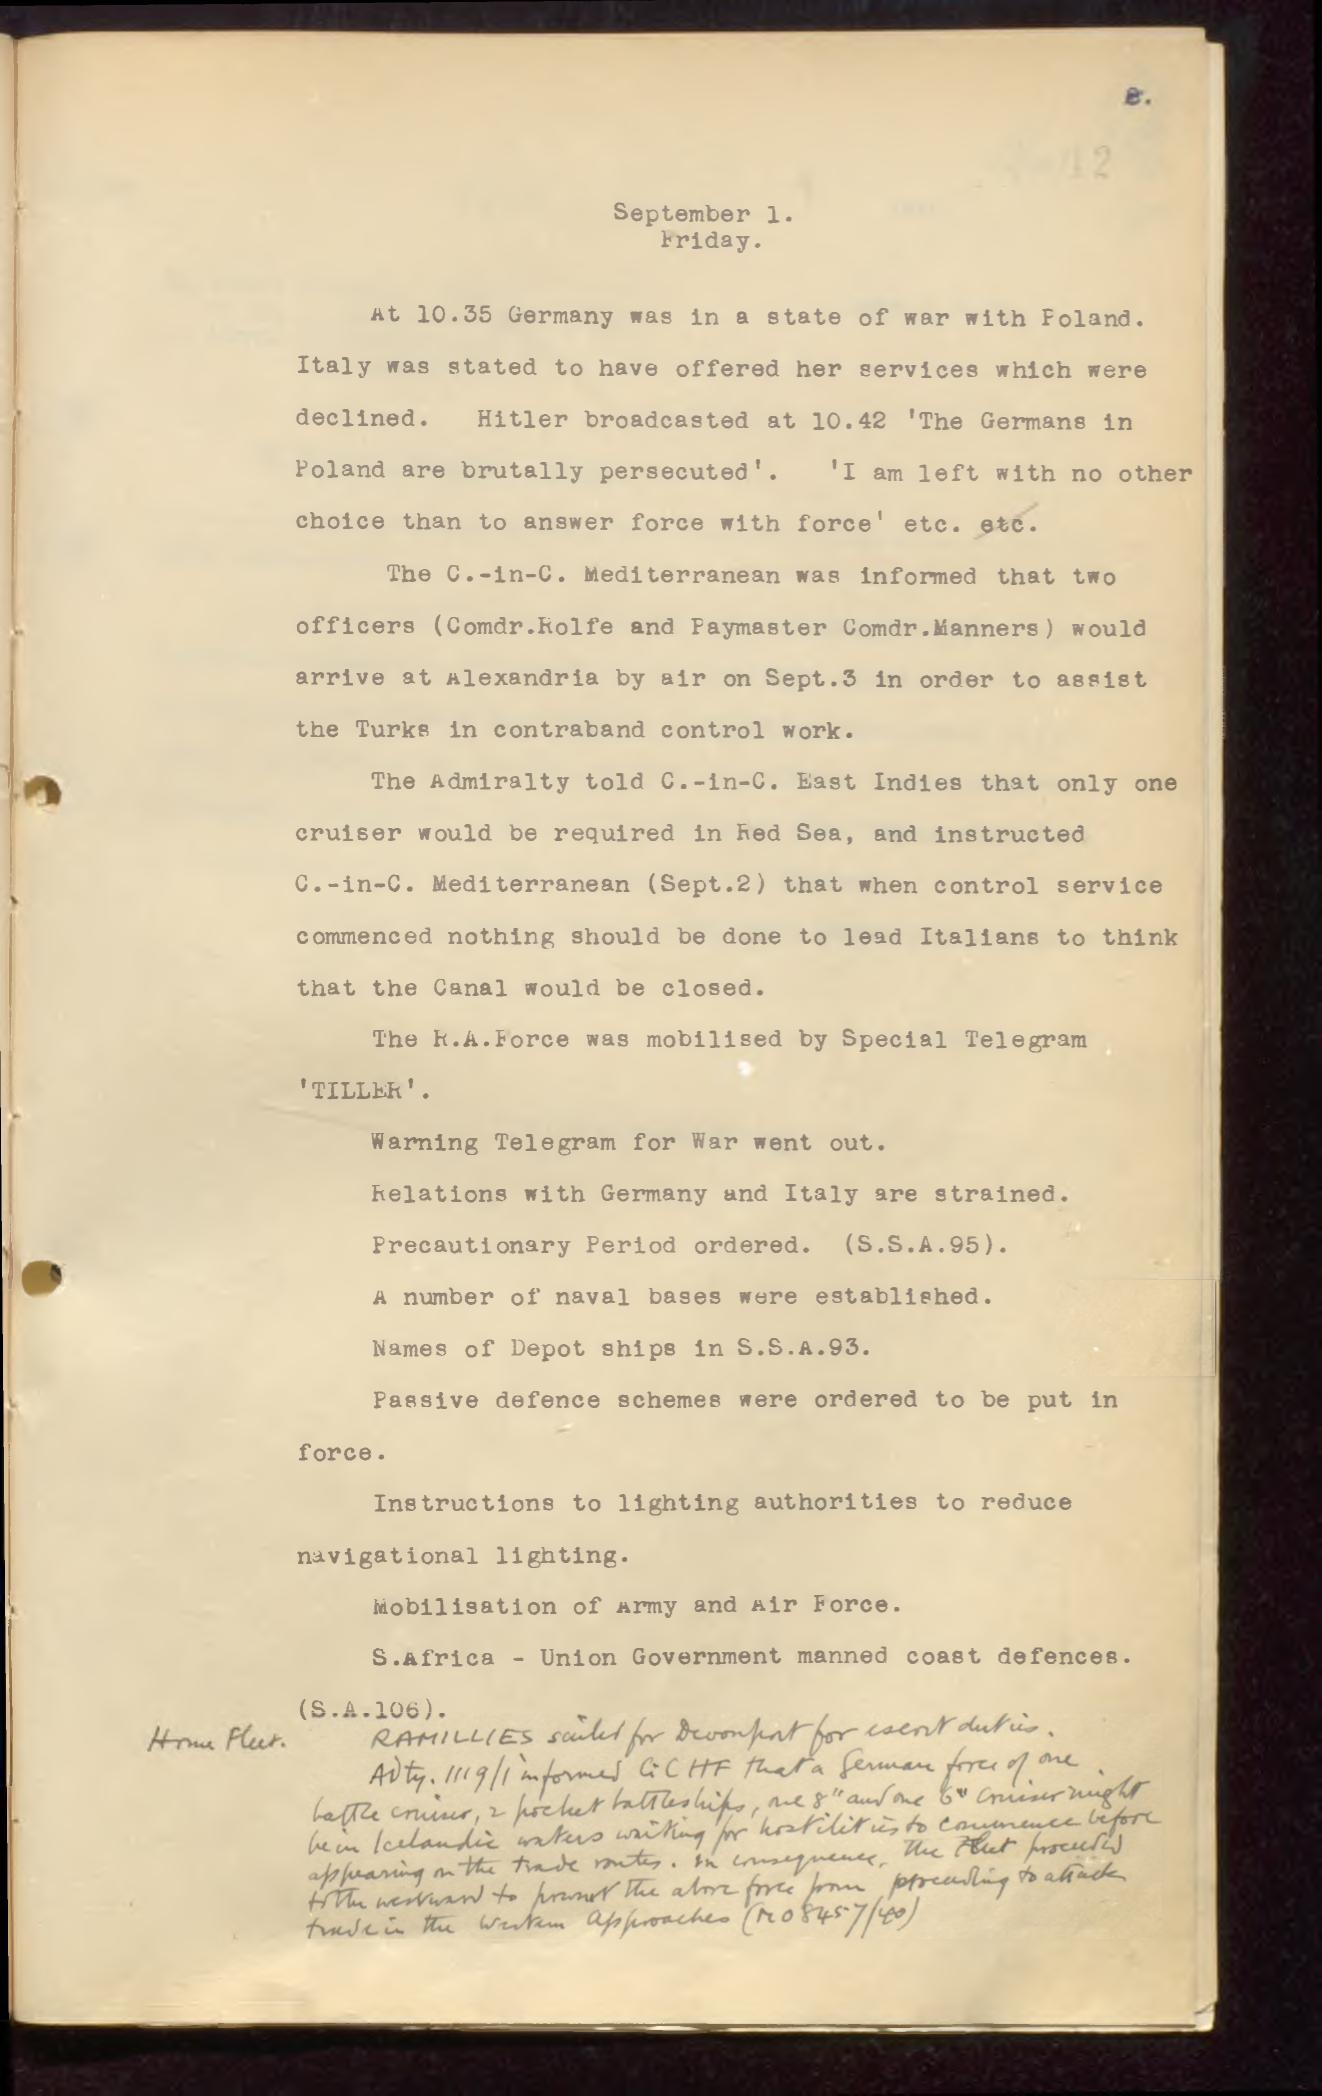 8.
12
September 1.
Friday.
At 10.35 Germany was in a state of war with Poland.
Italy was stated to have offered her services which were
declined. Hitler broadcasted at 10.42 'The Germans in
Poland are brutally persecuted'. 'I am left with no other
choice than to answer force with force' etc. etc.
The C.-in-C. Mediterranean was informed that two
officers (Comdr.Rolfe and Paymaster Comdr.Manners) would
arrive at Alexandria by air on Sept.3 in order to assist
the Turks in contraband control work.
The Admiralty told C.-in-C. East Indies that only one
cruiser would be required in Red Sea, and instructed
C.-in-C. Mediterranean (Sept.2) that when control service
commenced nothing should be done to lead Italians to think
that the Canal would be closed.
The R.A.Force was mobilised by Special Telegram
'TILLER'.
Warning Telegram for War went out.
Relations with Germany and Italy are strained.
Precautionary Period ordered. (S.S.A.95).
A number of naval bases were established.
Names of Depot ships in S.S.A.93.
Passive defence schemes were ordered to be put in
force.
Instructions to lighting authorities to reduce
navigational lighting.
Mobilisation of Army and Air Force.
S.Africa - Union Government manned coast defences.
(S.A.106).
Home Fleet. RAMILLIES sailed for Devonport for escort duties.
Adty. 1119/1 informed CinC HF that a German force of one
battle cruiser, 2 pocket battleships, one 8" and one 6" cruiser might
be in Icelandic waters waiting for hostilities to commence before
appearing on the trade routes. In consequence, the Fleet proceeded
to the westward to prevent the above force from proceeding to attack
trade in the Western Approaches (M08457/40)